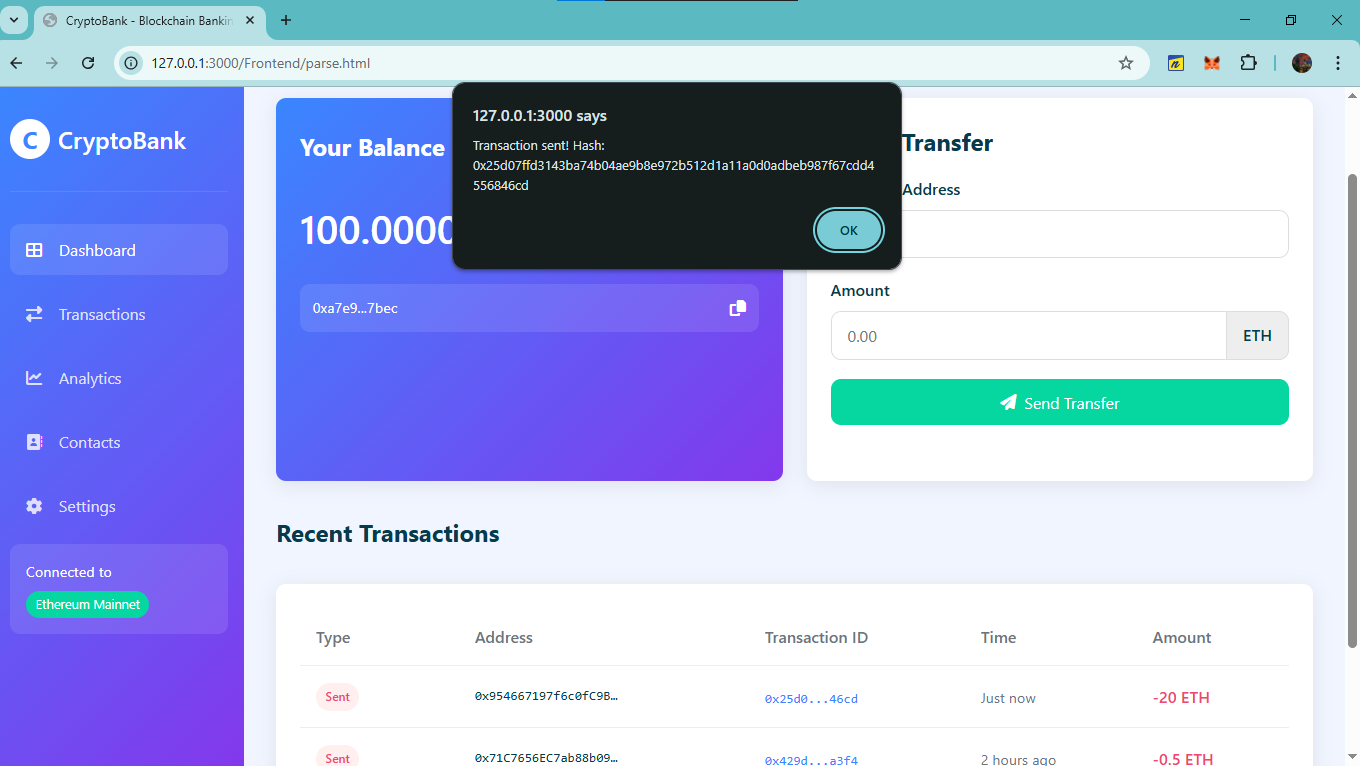 CryptoBank - Blockchain Bankin
127.0.0.1:3000/Frontend/parse.html
C CryptoBank
Dashboard
Transactions
Analytics
Contacts
Settings
Connected to
Ethereum Mainnet
Your Balance
100.0000
0xa7e9...7bec
127.0.0.1:3000 says
Transaction sent! Hash:
0x25d07ffd3143ba74b04ae9b8e972b512d1a11a0d0adbeb987f67cdd4
556846cd
OK
Transfer
Address
Amount
0.00 ETH
Send Transfer
Recent Transactions
Type Address Transaction ID Time Amount
Sent 0x954667197f6c0fC9B… 0x25d0...46cd Just now -20 ETH
Sent 0x71C7656EC7ab88b09… 0x429d...a3f4 2 hours ago -0.5 ETH